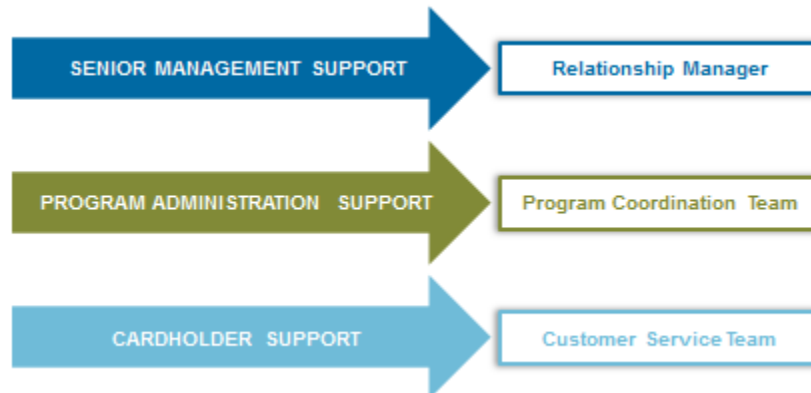 SENIOR MANAGEMENT SUPPORT
Relationship Manager
PROGRAM ADMINISTRATION SUPPORT
Program Coordination Team
CARDHOLDER SUPPORT
Customer Service Team